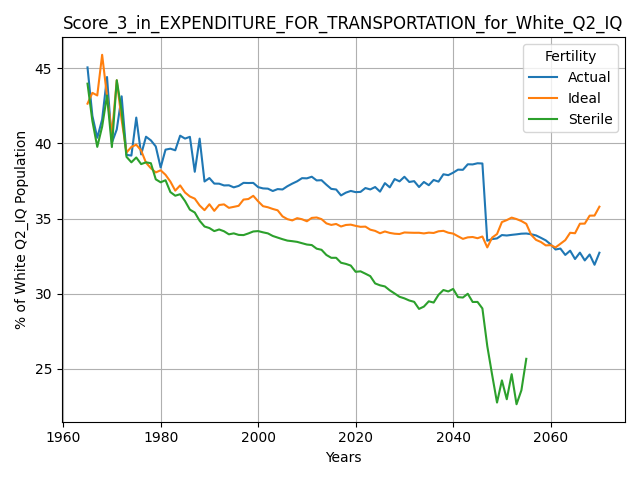 Score_3_in_EXPENDITURE_FOR_TRANSPORTATION_for_White_Q2_IQ
Fertility
Actual
Ideal
Sterile
45
40
35
30
25
% of White Q2_IQ Population
1960
1980
2000
2020
2040
2060
Years